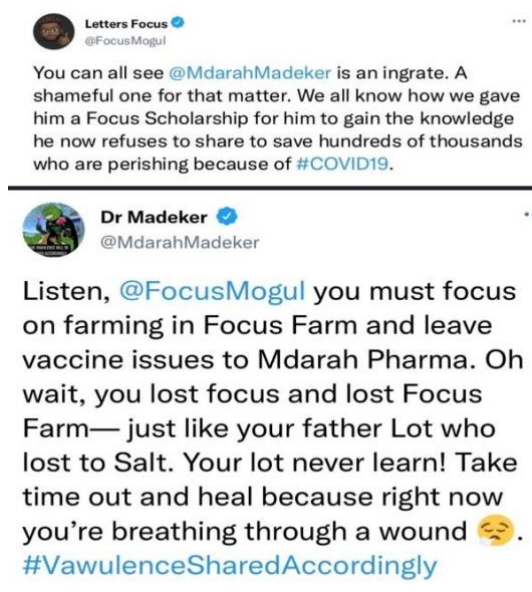 Letters Focus
@FocusMogul
You can all see @MdarahMadeker is an ingrate. A
shameful one for that matter. We all know how we gave
him a Focus Scholarship for him to gain the knowledge
he now refuses to share to save hundreds of thousands
who are perishing because of #COVID19.
Dr Madeker
@MdarahMadeker
Listen, @FocusMogul you must focus
on farming in Focus Farm and leave
vaccine issues to Mdarah Pharma. Oh
wait, you lost focus and lost Focus
Farm— just like your father Lot who
lost to Salt. Your lot never learn! Take
time out and heal because right now
you’re breathing through a wound 😮‍💨.
#VawulenceSharedAccordingly